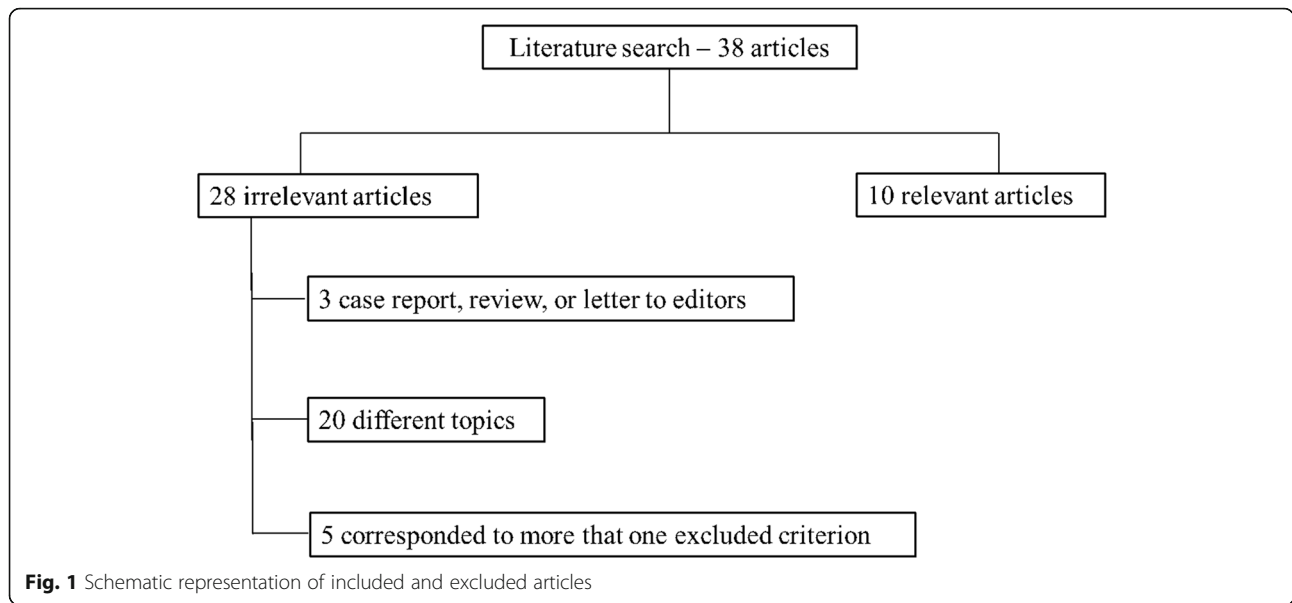 Literature search – 38 articles
28 irrelevant articles
10 relevant articles
3 case report, review, or letter to editors
20 different topics
5 corresponded to more that one excluded criterion
Fig. 1 Schematic representation of included and excluded articles